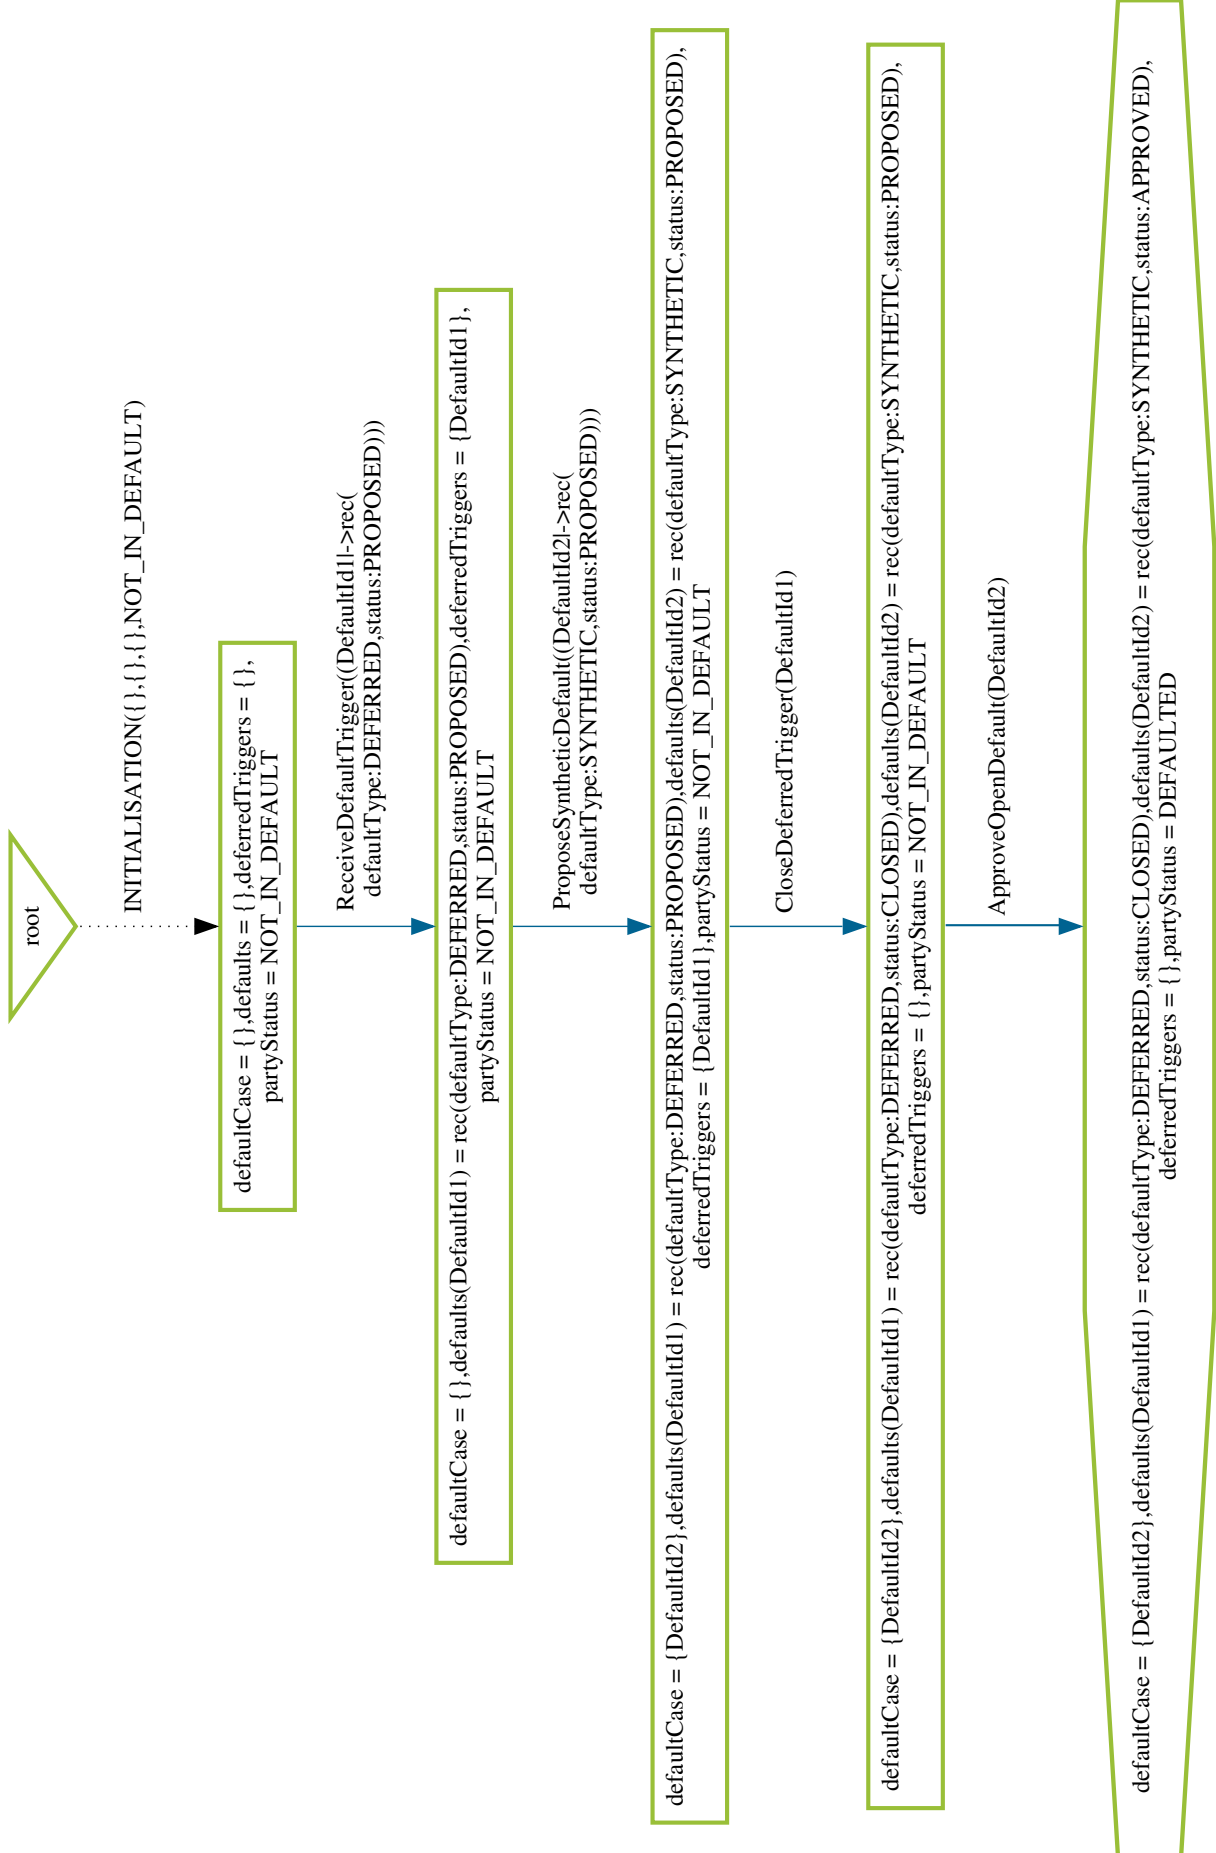 root
INITIALISATION({},{},{},NOT_IN_DEFAULT)
defaultCase = {},defaults = {},deferredTriggers = {},
partyStatus = NOT_IN_DEFAULT
ReceiveDefaultTrigger((DefaultId1|->rec(
defaultType:DEFERRED,status:PROPOSED)))
defaultCase = {},defaults(DefaultId1) = rec(defaultType:DEFERRED,status:PROPOSED),deferredTriggers = {DefaultId1},
partyStatus = NOT_IN_DEFAULT
ProposeSyntheticDefault((DefaultId2|->rec(
defaultType:SYNTHETIC,status:PROPOSED)))
defaultCase = {DefaultId2},defaults(DefaultId1) = rec(defaultType:DEFERRED,status:PROPOSED),defaults(DefaultId2) = rec(defaultType:SYNTHETIC,status:PROPOSED),
deferredTriggers = {DefaultId1},partyStatus = NOT_IN_DEFAULT
CloseDeferredTrigger(DefaultId1)
defaultCase = {DefaultId2},defaults(DefaultId1) = rec(defaultType:DEFERRED,status:CLOSED),defaults(DefaultId2) = rec(defaultType:SYNTHETIC,status:PROPOSED),
deferredTriggers = {},partyStatus = NOT_IN_DEFAULT
ApproveOpenDefault(DefaultId2)
defaultCase = {DefaultId2},defaults(DefaultId1) = rec(defaultType:DEFERRED,status:CLOSED),defaults(DefaultId2) = rec(defaultType:SYNTHETIC,status:APPROVED),
deferredTriggers = {},partyStatus = DEFAULTED